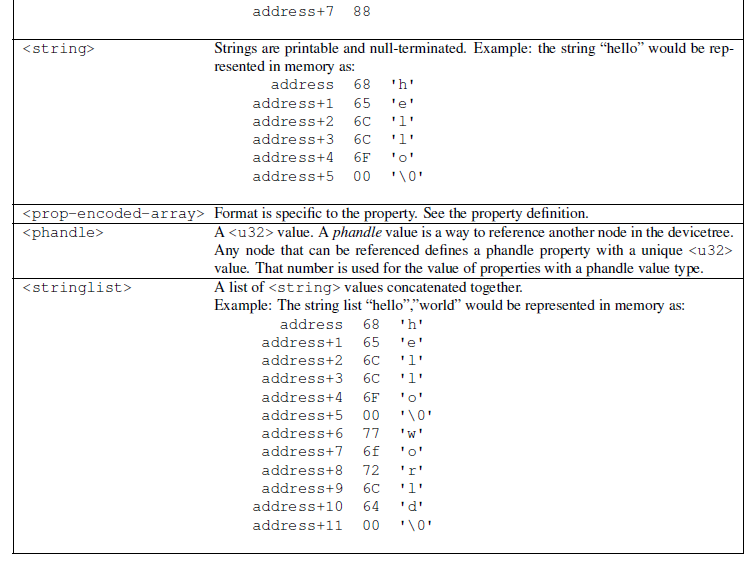 address+7 88
<string> Strings are printable and null-terminated. Example: the string “hello” would be rep-
resented in memory as:
address 68 'h'
address+1 65 'e'
address+2 6C 'l'
address+3 6C 'l'
address+4 6F 'o'
address+5 00 '\0'
<prop-encoded-array> Format is specific to the property. See the property definition.
<phandle> A <u32> value. A phandle value is a way to reference another node in the devicetree.
Any node that can be referenced defines a phandle property with a unique <u32>
value. That number is used for the value of properties with a phandle value type.
<stringlist> A list of <string> values concatenated together.
Example: The string list “hello”,”world” would be represented in memory as:
address 68 'h'
address+1 65 'e'
address+2 6C 'l'
address+3 6C 'l'
address+4 6F 'o'
address+5 00 '\0'
address+6 77 'w'
address+7 6f 'o'
address+8 72 'r'
address+9 6C 'l'
address+10 64 'd'
address+11 00 '\0'